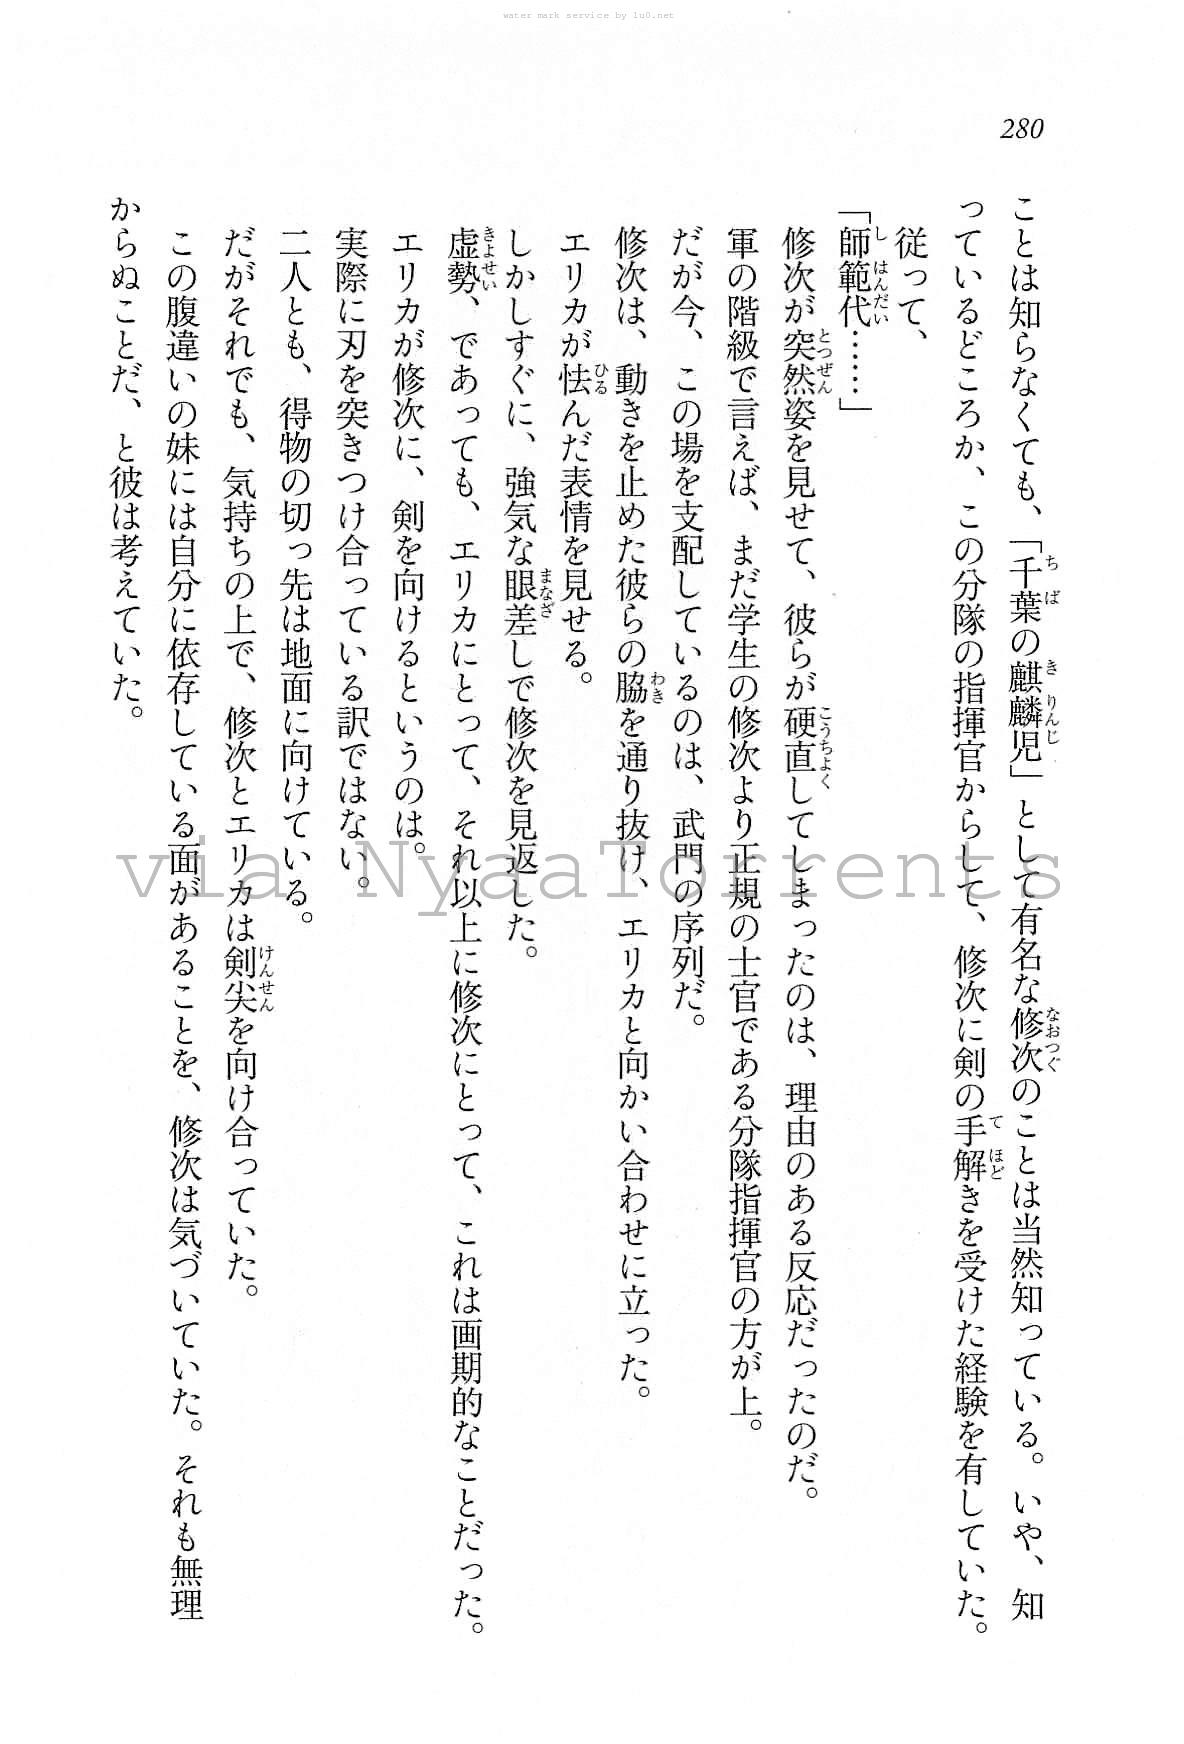 water mark service by lu0.net
280
ことは知らなくても、「千葉の麒麟児」として有名な修次のことは当然知っている。いや、知
っているどころか、この分隊の指揮官からして、修次に剣の手解きを受けた経験を有していた。
従って、
「師範代……」
修次が突然姿を見せて、彼らが硬直してしまったのは、理由のある反応だったのだ。
軍の階級で言えば、まだ学生の修次より正規の士官である分隊指揮官の方が上。
だが今、この場を支配しているのは、武門の序列だ。
修次は、動きを止めた彼らの脇を通り抜け、エリカと向かい合わせに立った。
エリカが怯んだ表情を見せる。
しかしすぐに、強気な眼差しで修次を見返した。
虚勢、であっても、エリカにとって、それ以上に修次にとって、これは画期的なことだった。
エリカが修次に、剣を向けるというのは。
実際に刃を突きつけ合っている訳ではない。
二人とも、得物の切っ先は地面に向けている。
だがそれでも、気持ちの上で、修次とエリカは剣尖を向け合っていた。
この腹違いの妹には自分に依存している面があることを、修次は気づいていた。それも無理
からぬことだ、と彼は考えていた。
via NyaaTorrents